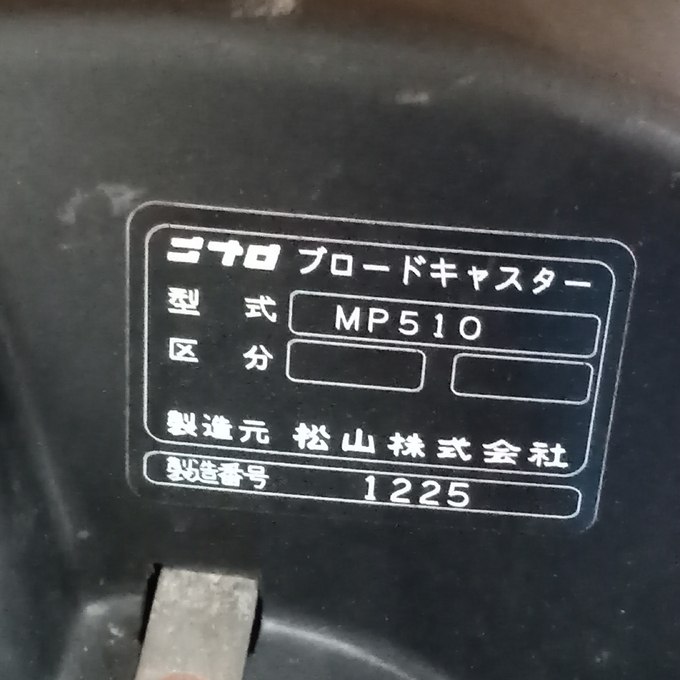 ニプロ ブロードキャスター
型式 MP510
区分
製造元 松山株式会社
製造番号 1225